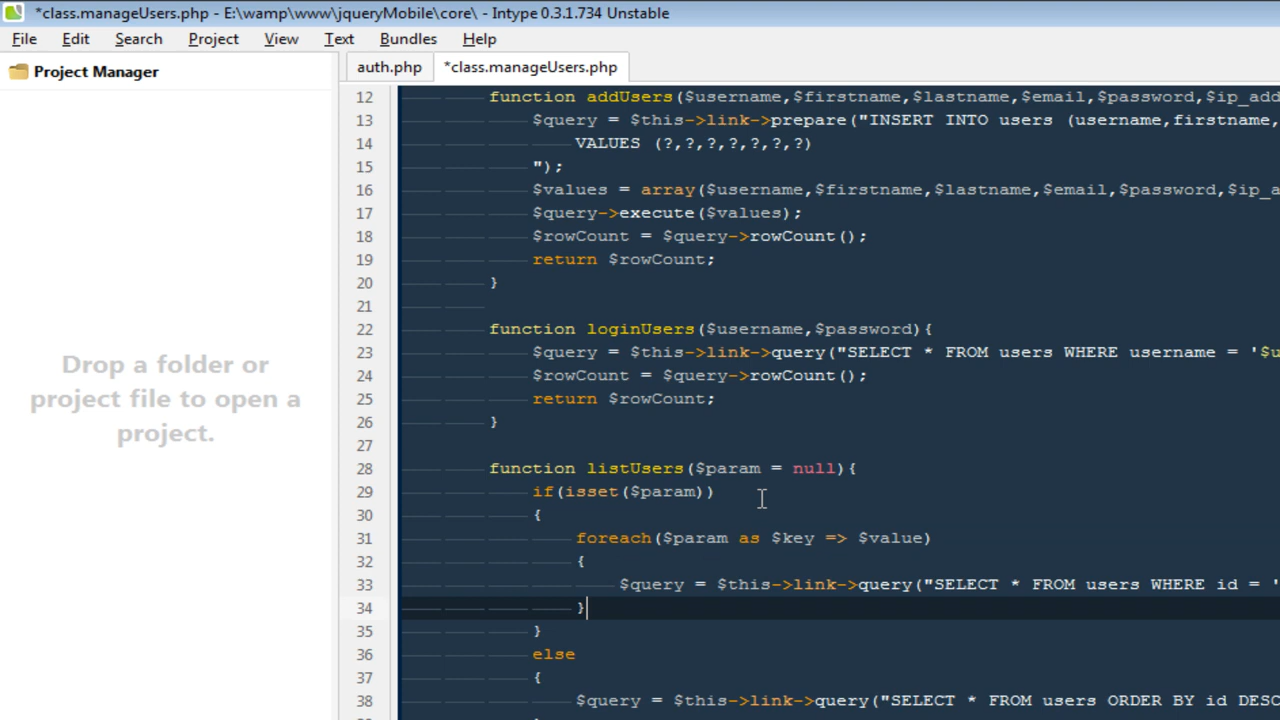 *class.manageUsers.php - E:\wamp\www\jqueryMobile\core\ - Intype 0.3.1.734 Unstable
File Edit Search Project View Text Bundles Help
Project Manager
auth.php *class.manageUsers.php
Drop a folder or
project file to open a
project.
12 function addUsers($username,$firstname,$lastname,$email,$password,$ip_add
13 $query = $this->link->prepare("INSERT INTO users (username,firstname,
14 VALUES (?,?,?,?,?,?,?)
15 ");
16 $values = array($username,$firstname,$lastname,$email,$password,$ip_a
17 $query->execute($values);
18 $rowCount = $query->rowCount();
19 return $rowCount;
20 }
21
22 function loginUsers($username,$password){
23 $query = $this->link->query("SELECT * FROM users WHERE username = '$u
24 $rowCount = $query->rowCount();
25 return $rowCount;
26 }
27
28 function listUsers($param = null){
29 if(isset($param))
30 {
31 foreach($param as $key => $value)
32 {
33 $query = $this->link->query("SELECT * FROM users WHERE id = '
34 }
35 }
36 else
37 {
38 $query = $this->link->query("SELECT * FROM users ORDER BY id DESC